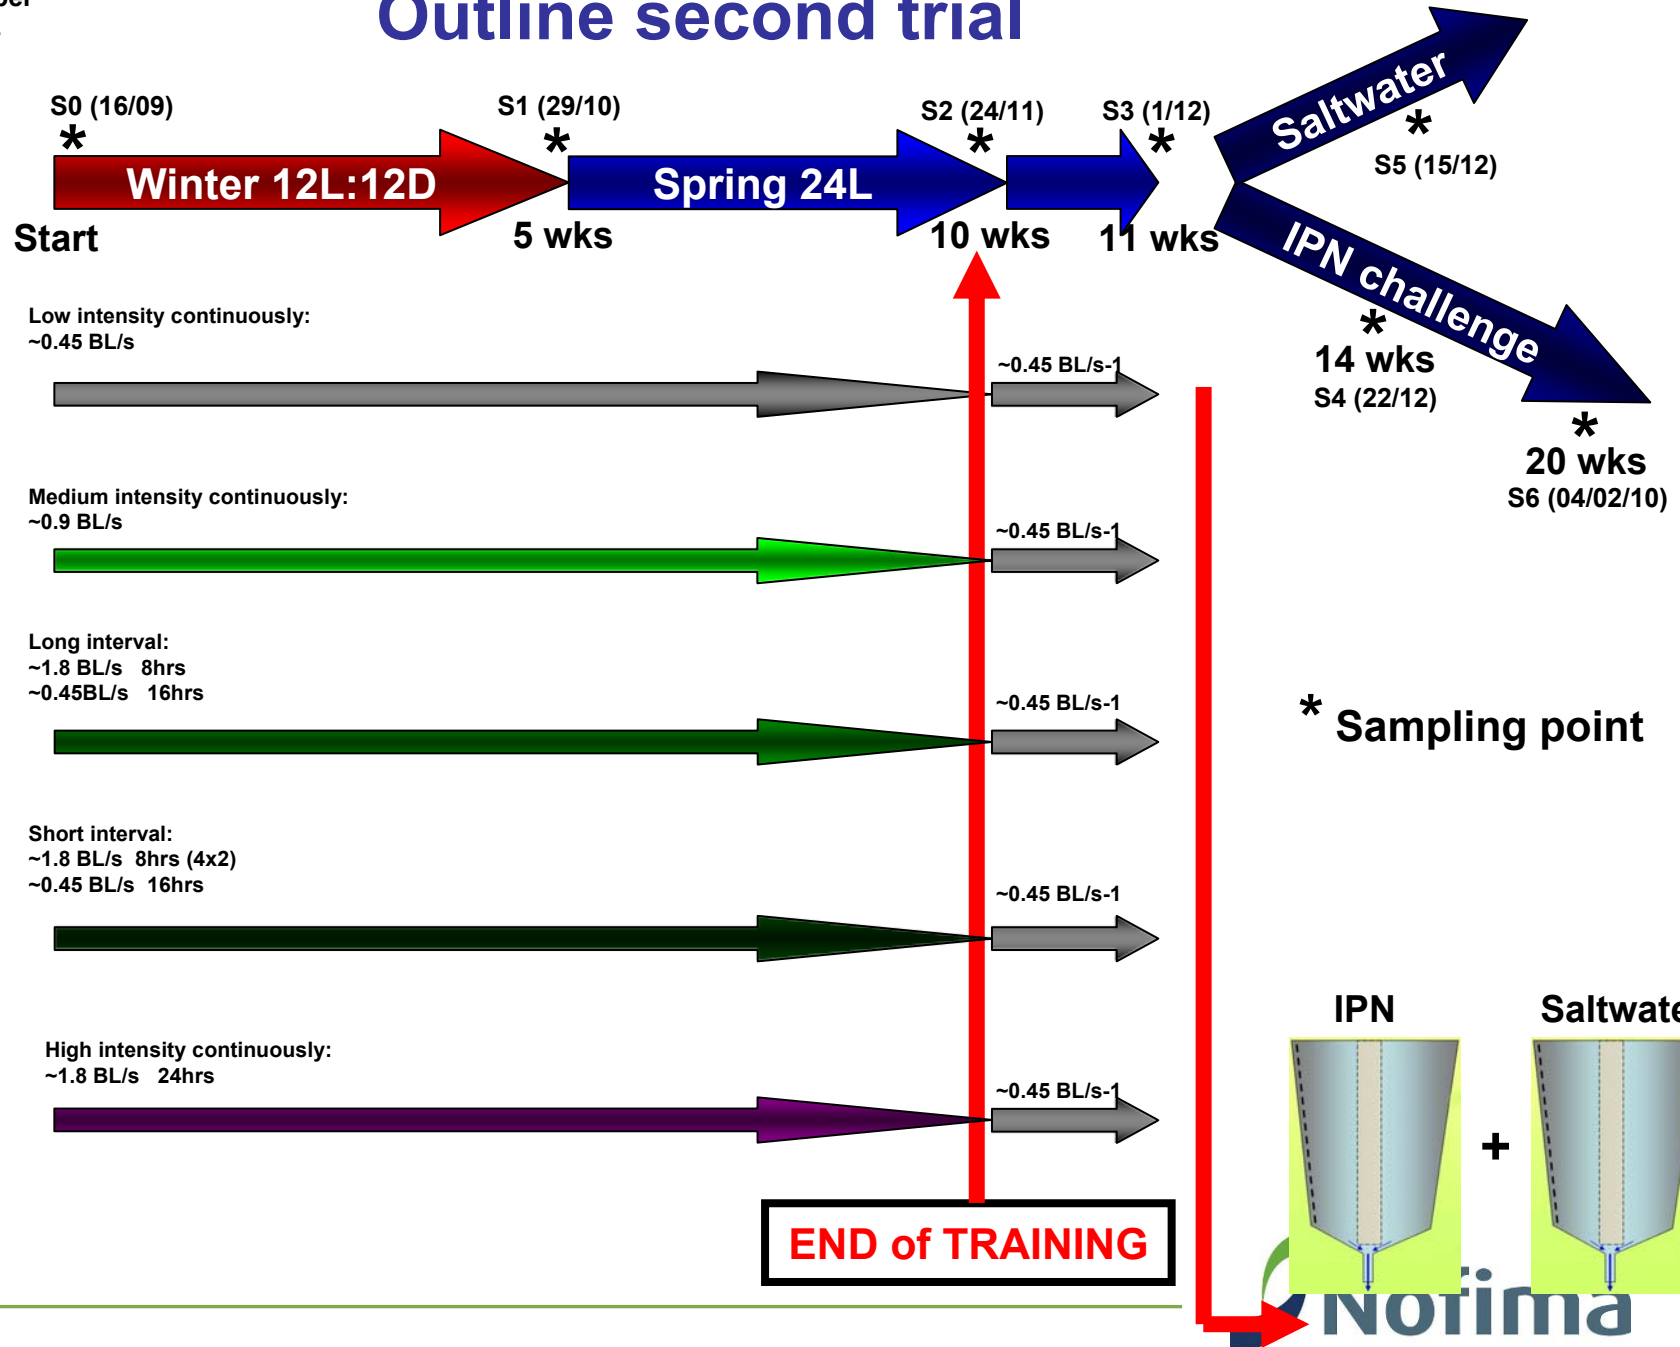 Outline second trial
S0 (16/09)
S1 (29/10)
S2 (24/11)
S3 (1/12)
*
*
*
*
Winter 12L:12D
Spring 24L
Start
5 wks
10 wks
11 wks
Saltwater
*
S5 (15/12)
IPN challenge
*
14 wks
S4 (22/12)
*
20 wks
S6 (04/02/10)
Low intensity continuously:
~0.45 BL/s
~0.45 BL/s-1
Medium intensity continuously:
~0.9 BL/s
~0.45 BL/s-1
Long interval:
~1.8 BL/s 8hrs
~0.45BL/s 16hrs
~0.45 BL/s-1
* Sampling point
Short interval:
~1.8 BL/s 8hrs (4x2)
~0.45 BL/s 16hrs
~0.45 BL/s-1
High intensity continuously:
~1.8 BL/s 24hrs
~0.45 BL/s-1
END of TRAINING
IPN
Saltwate
+
Nofima